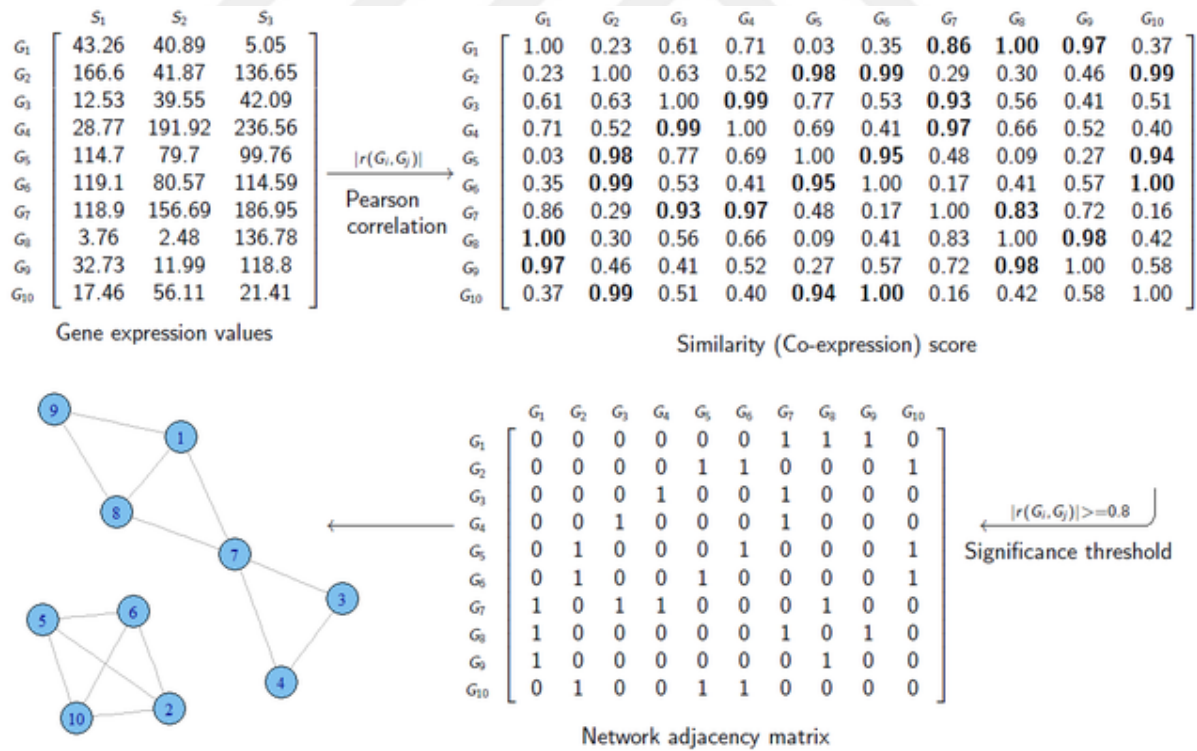 S1 S2 S3
G1 43.26 40.89 5.05
G2 166.6 41.87 136.65
G3 12.53 39.55 42.09
G4 28.77 191.92 236.56
G5 114.7 79.7 99.76
G6 119.1 80.57 114.59
G7 118.9 156.69 186.95
G8 3.76 2.48 136.78
G9 32.73 11.99 118.8
G10 17.46 56.11 21.41
Gene expression values
|r(Gi, Gj)|
Pearson
correlation
G1 G2 G3 G4 G5 G6 G7 G8 G9 G10
G1 1.00 0.23 0.61 0.71 0.03 0.35 0.86 1.00 0.97 0.37
G2 0.23 1.00 0.63 0.52 0.98 0.99 0.29 0.30 0.46 0.99
G3 0.61 0.63 1.00 0.99 0.77 0.53 0.93 0.56 0.41 0.51
G4 0.71 0.52 0.99 1.00 0.69 0.41 0.97 0.66 0.52 0.40
G5 0.03 0.98 0.77 0.69 1.00 0.95 0.48 0.09 0.27 0.94
G6 0.35 0.99 0.53 0.41 0.95 1.00 0.17 0.41 0.57 1.00
G7 0.86 0.29 0.93 0.97 0.48 0.17 1.00 0.83 0.72 0.16
G8 1.00 0.30 0.56 0.66 0.09 0.41 0.83 1.00 0.98 0.42
G9 0.97 0.46 0.41 0.52 0.27 0.57 0.72 0.98 1.00 0.58
G10 0.37 0.99 0.51 0.40 0.94 1.00 0.16 0.42 0.58 1.00
Similarity (Co-expression) score
|r(Gi, Gj)|>=0.8
Significance threshold
G1 G2 G3 G4 G5 G6 G7 G8 G9 G10
G1 0 0 0 0 0 0 1 1 1 0
G2 0 0 0 0 1 1 0 0 0 1
G3 0 0 0 1 0 0 1 0 0 0
G4 0 0 1 0 0 0 1 0 0 0
G5 0 1 0 0 0 1 0 0 0 1
G6 0 1 0 0 1 0 0 0 0 1
G7 1 0 1 1 0 0 0 1 0 0
G8 1 0 0 0 0 0 1 0 1 0
G9 1 0 0 0 0 0 0 1 0 0
G10 0 1 0 0 1 1 0 0 0 0
Network adjacency matrix
9
1
8
7
3
4
6
5
2
10